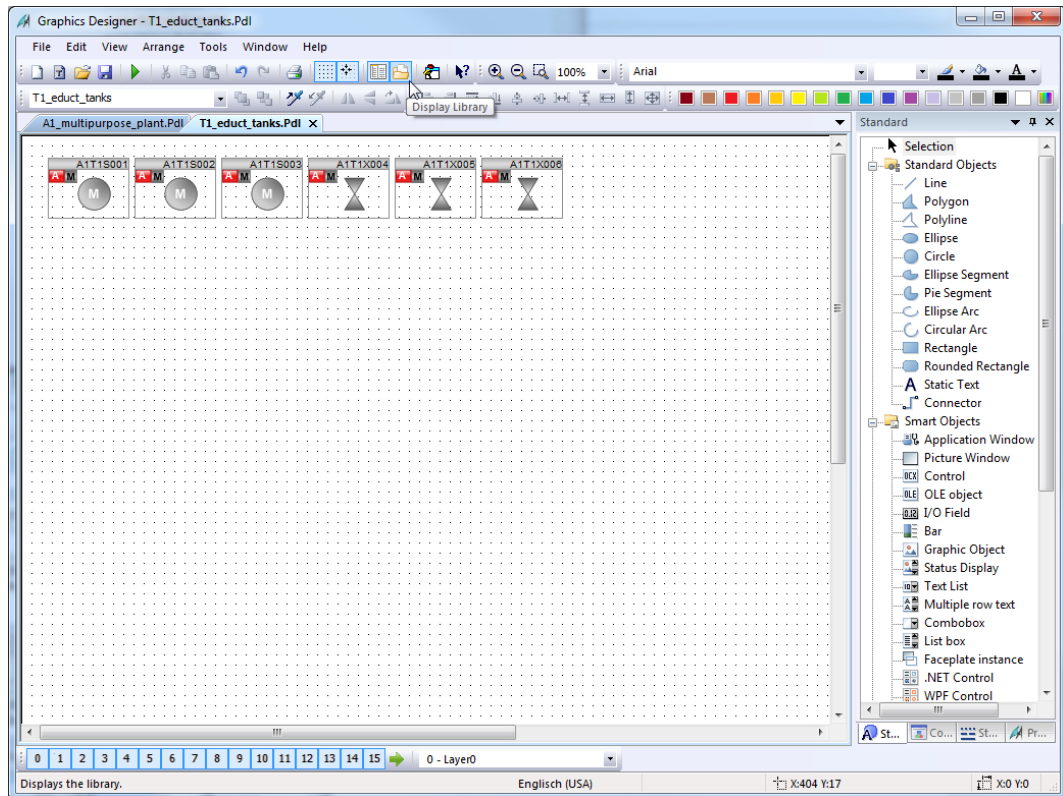 Graphics Designer - T1_educt_tanks.Pdl
File Edit View Arrange Tools Window Help
100% Arial
T1_educt_tanks
Display Library
A1_multipurpose_plant.Pdl T1_educt_tanks.Pdl
Standard
A1T1S001 A1T1S002 A1T1S003 A1T1X004 A1T1X005 A1T1X006
A M A M A M A M A M A M
M M M
Selection
Standard Objects
Line
Polygon
Polyline
Ellipse
Circle
Ellipse Segment
Pie Segment
Ellipse Arc
Circular Arc
Rectangle
Rounded Rectangle
A Static Text
Connector
Smart Objects
Application Window
Picture Window
OCX Control
OLE OLE object
0.12 I/O Field
Bar
Graphic Object
Status Display
Text List
Multiple row text
Combobox
List box
Faceplate instance
.NET Control
WPF Control
St... Co... St... Pr...
0 1 2 3 4 5 6 7 8 9 10 11 12 13 14 15 0 - Layer0
Displays the library. Englisch (USA) X:404 Y:17 X:0 Y:0